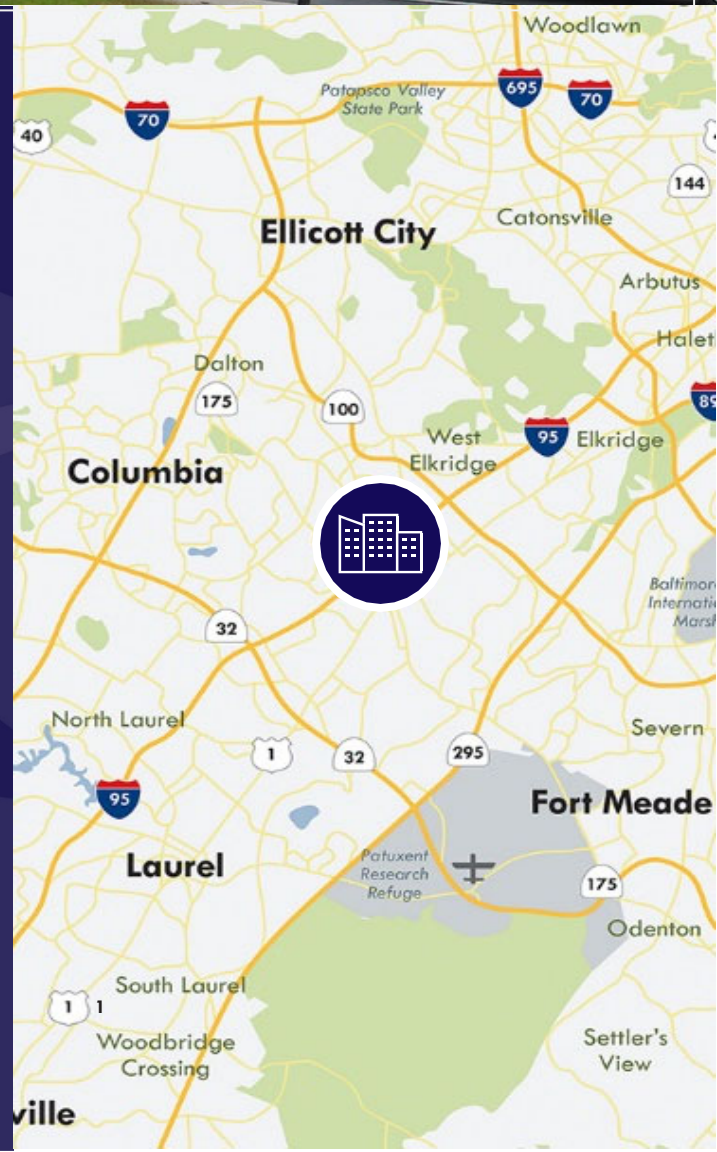 Woodlawn
Patapsco Valley
State Park
695
70
70
40
144
Ellicott City
Catonsville
Arbutus
Dalton
175
100
West
Elkridge
95
Elkridge
Columbia
32
North Laurel
1
32
295
Severn
95
Fort Meade
Laurel
Patuxent
Research
Refuge
175
Odenton
South Laurel
1 1
Woodbridge
Crossing
Settler's
View
ville